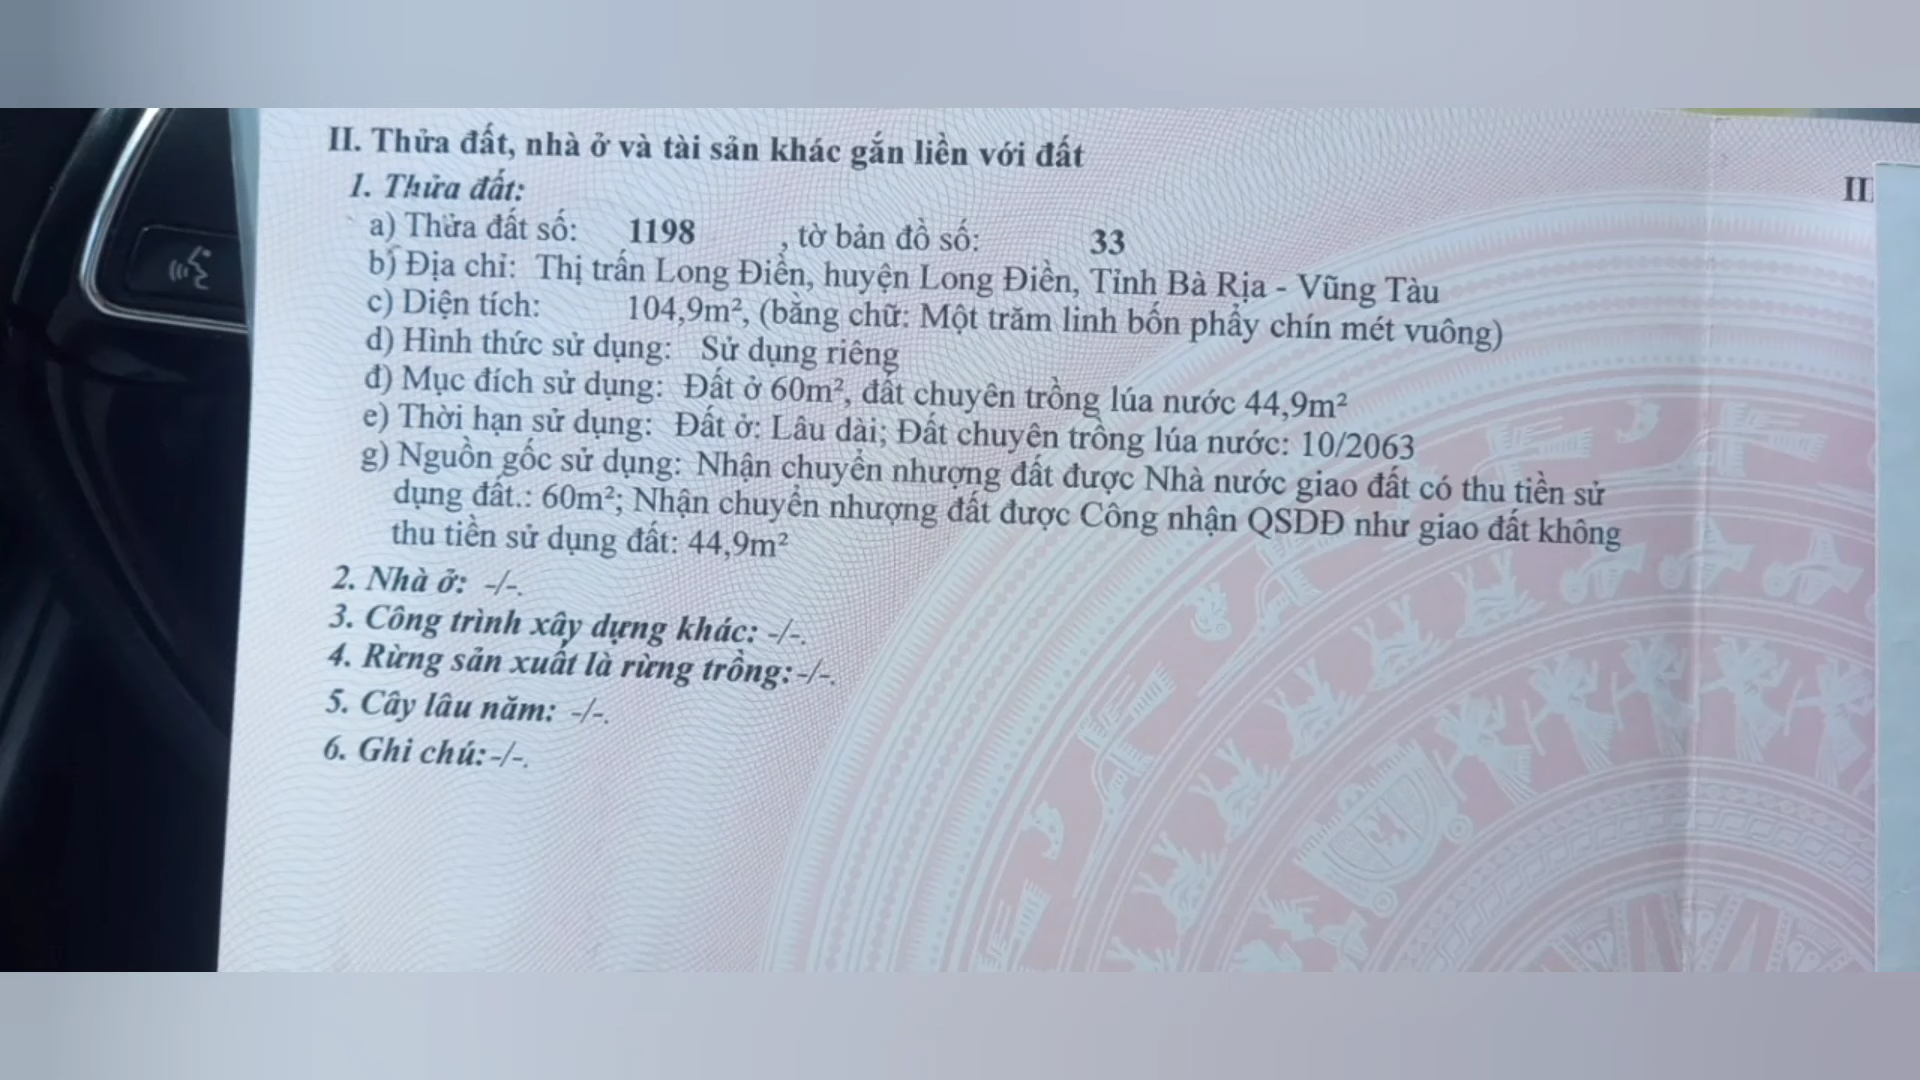 II. Thửa đất, nhà ở và tài sản khác gắn liền với đất
1. Thửa đất:
a) Thửa đất số: 1198 , tờ bản đồ số: 33
b) Địa chỉ: Thị trấn Long Điền, huyện Long Điền, Tỉnh Bà Rịa - Vũng Tàu
c) Diện tích: 104,9m², (bằng chữ: Một trăm linh bốn phẩy chín mét vuông)
d) Hình thức sử dụng: Sử dụng riêng
đ) Mục đích sử dụng: Đất ở 60m², đất chuyên trồng lúa nước 44,9m²
e) Thời hạn sử dụng: Đất ở: Lâu dài; Đất chuyên trồng lúa nước: 10/2063
g) Nguồn gốc sử dụng: Nhận chuyển nhượng đất được Nhà nước giao đất có thu tiền sử
dụng đất.: 60m²; Nhận chuyển nhượng đất được Công nhận QSDĐ như giao đất không
thu tiền sử dụng đất: 44,9m²
2. Nhà ở: -/-.
3. Công trình xây dựng khác: -/-.
4. Rừng sản xuất là rừng trồng: -/-.
5. Cây lâu năm: -/-.
6. Ghi chú: -/-.